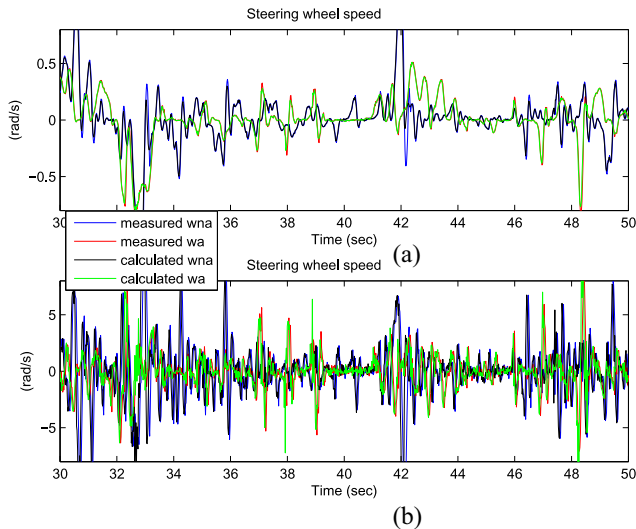 Steering wheel speed
(rad/s)
0.5
0
−0.5
30 32 34 36 38 40 42 44 46 48 50
Time (sec)
(a)
measured wna
measured wa
calculated wna
calculated wa
Steering wheel speed
(rad/s)
5
0
−5
30 32 34 36 38 40 42 44 46 48 50
Time (sec)
(b)